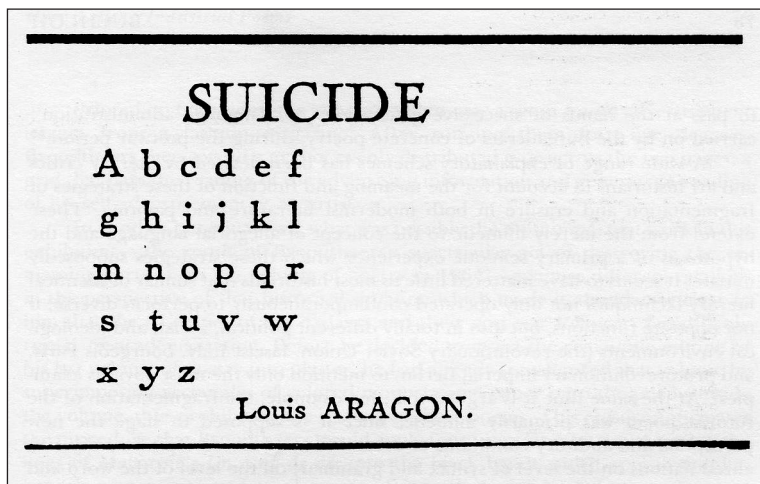 SUICIDE
A b c d e f
g h i j k l
m n o p q r
s t u v w
x y z
Louis ARAGON.